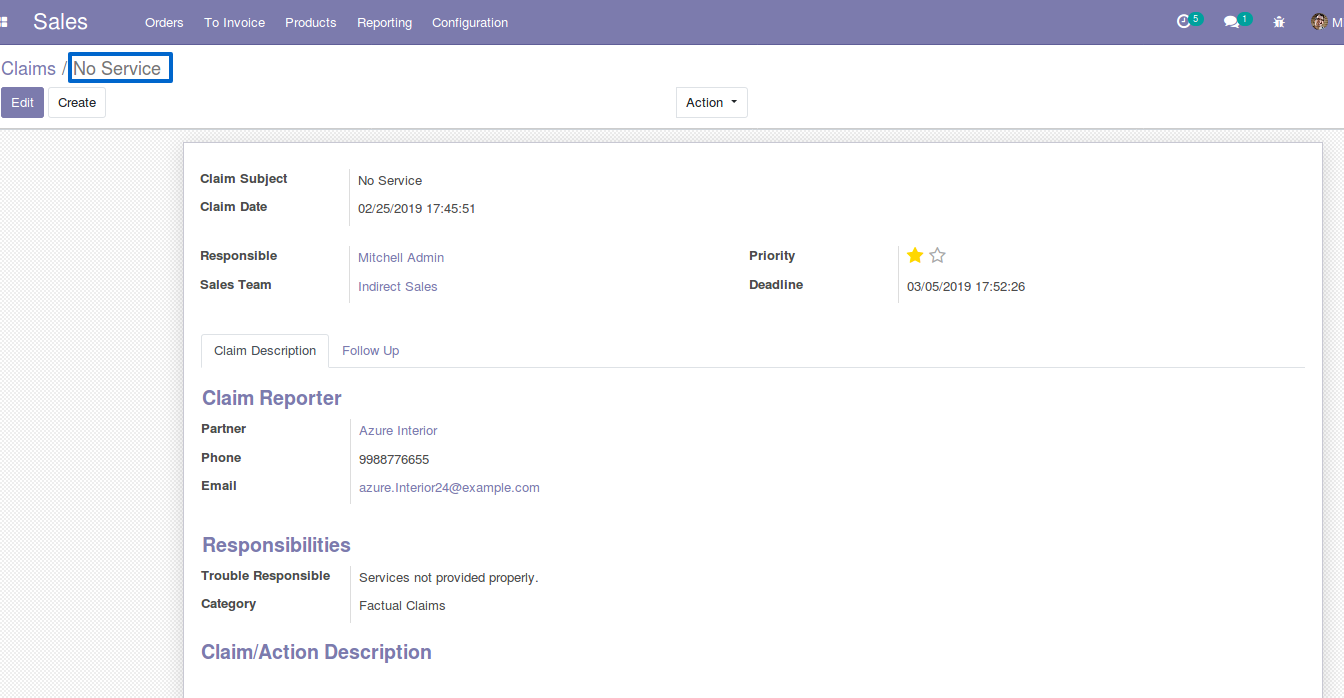 Sales Orders To Invoice Products Reporting Configuration 5 1 M
Claims / No Service
Edit Create Action
Claim Subject No Service
Claim Date 02/25/2019 17:45:51
Responsible Mitchell Admin Priority
Sales Team Indirect Sales Deadline 03/05/2019 17:52:26
Claim Description Follow Up
Claim Reporter
Partner Azure Interior
Phone 9988776655
Email azure.Interior24@example.com
Responsibilities
Trouble Responsible Services not provided properly.
Category Factual Claims
Claim/Action Description